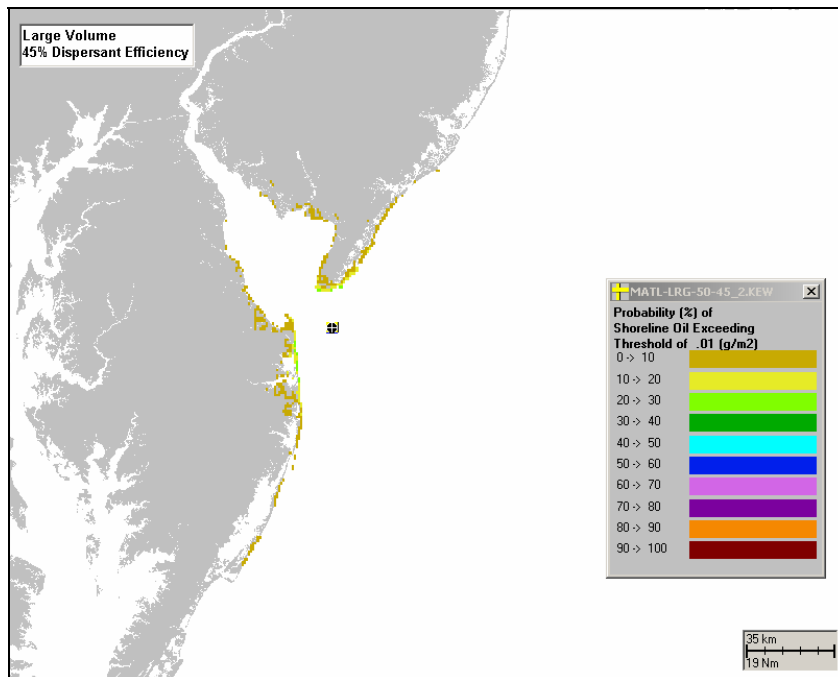 Large Volume
45% Dispersant Efficiency
MATL-LRG-50-45_2.KEW
Probability (%) of
Shoreline Oil Exceeding
Threshold of .01 (g/m2)
0 -> 10
10 -> 20
20 -> 30
30 -> 40
40 -> 50
50 -> 60
60 -> 70
70 -> 80
80 -> 90
90 -> 100
35 km
19 Nm